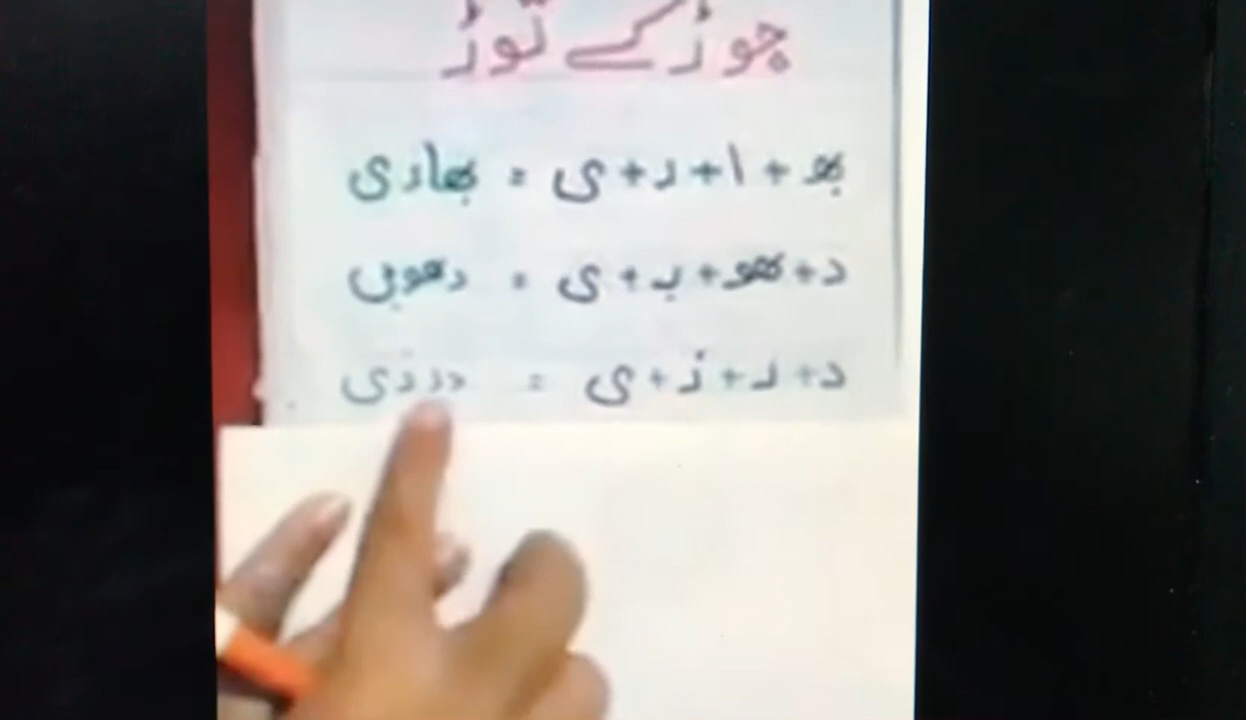 جوڑ کے توڑ
بھ + ا + ر + ی = بھاری
د + ھو + ب + ی = دھوبی
د + ر + ز + ی = درزی